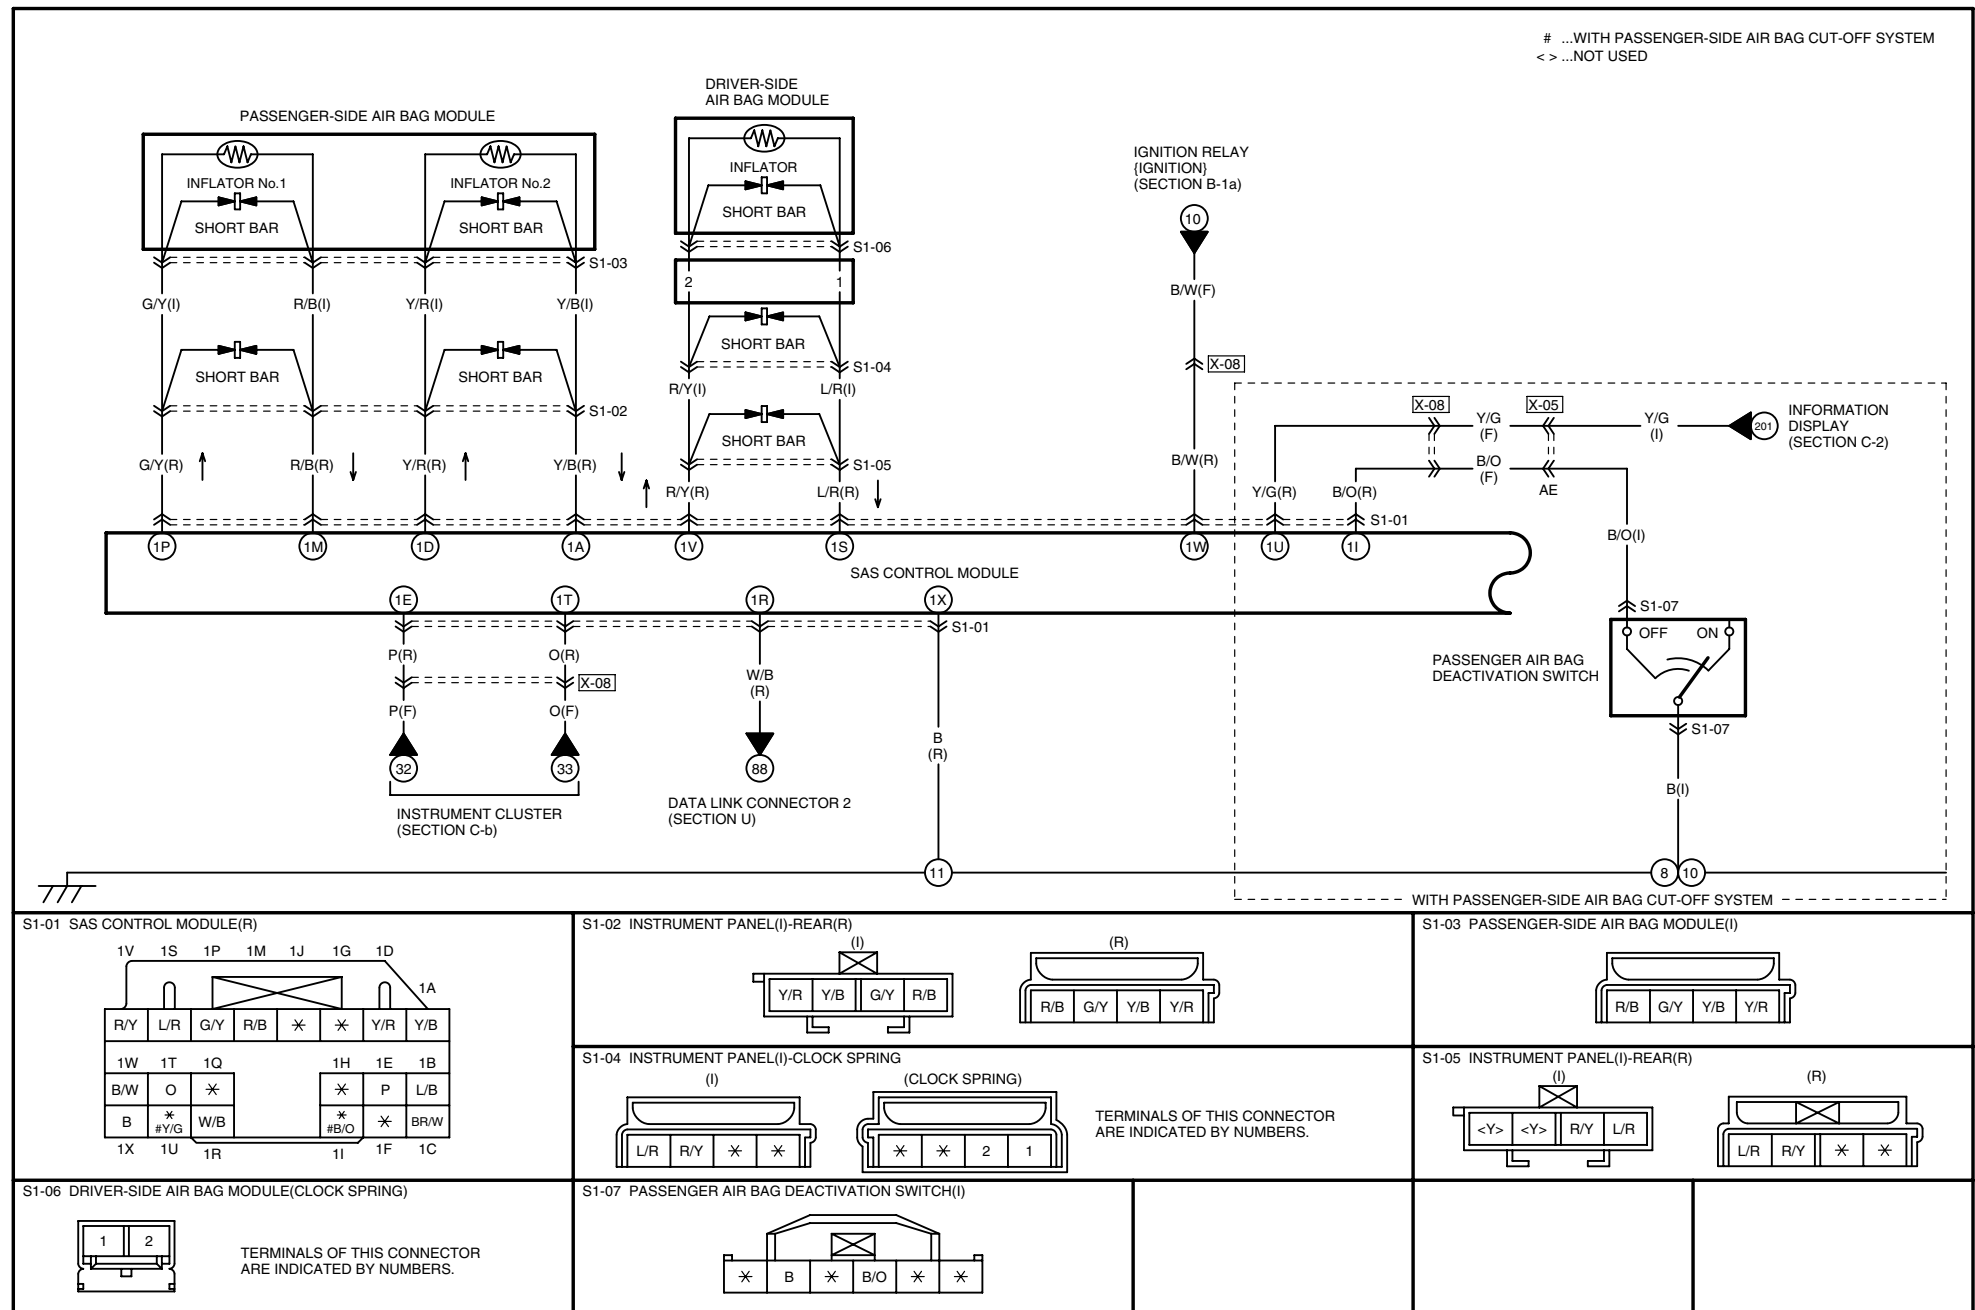 # ...WITH PASSENGER-SIDE AIR BAG CUT-OFF SYSTEM
< > ...NOT USED
DRIVER-SIDE
AIR BAG MODULE
PASSENGER-SIDE AIR BAG MODULE
IGNITION RELAY
{IGNITION}
(SECTION B-1a)
INFLATOR No.1
INFLATOR No.2
INFLATOR
SHORT BAR
SHORT BAR
SHORT BAR
10
S1-06
S1-03
2
1
G/Y(I)
R/B(I)
Y/R(I)
Y/B(I)
B/W(F)
SHORT BAR
SHORT BAR
SHORT BAR
S1-04
X-08
R/Y(I)
L/R(I)
S1-02
X-08
X-05
Y/G
(F)
Y/G
(I)
201
INFORMATION
DISPLAY
(SECTION C-2)
SHORT BAR
G/Y(R)
R/B(R)
Y/R(R)
Y/B(R)
S1-05
B/W(R)
B/O
(F)
AE
R/Y(R)
L/R(R)
Y/G(R)
B/O(R)
S1-01
B/O(I)
1P
1M
1D
1A
1V
1S
1W
1U
1I
SAS CONTROL MODULE
1E
1T
1R
1X
S1-01
S1-07
OFF
ON
P(R)
O(R)
W/B
(R)
X-08
PASSENGER AIR BAG
DEACTIVATION SWITCH
P(F)
O(F)
S1-07
B
(R)
32
33
88
B(I)
INSTRUMENT CLUSTER
(SECTION C-b)
DATA LINK CONNECTOR 2
(SECTION U)
11
8
10
WITH PASSENGER-SIDE AIR BAG CUT-OFF SYSTEM
S1-01 SAS CONTROL MODULE(R)
1V 1S 1P 1M 1J 1G 1D
1A
R/Y L/R G/Y R/B * * Y/R Y/B
1W 1T 1Q 1H 1E 1B
B/W O * * P L/B
B * #Y/G W/B * #B/O * BR/W
1X 1U 1R 1I 1F 1C
S1-02 INSTRUMENT PANEL(I)-REAR(R)
(I)
(R)
Y/R Y/B G/Y R/B
R/B G/Y Y/B Y/R
S1-03 PASSENGER-SIDE AIR BAG MODULE(I)
R/B G/Y Y/B Y/R
S1-04 INSTRUMENT PANEL(I)-CLOCK SPRING
(I)
(CLOCK SPRING)
L/R R/Y * *
* * 2 1
TERMINALS OF THIS CONNECTOR
ARE INDICATED BY NUMBERS.
S1-05 INSTRUMENT PANEL(I)-REAR(R)
(I)
(R)
<Y> <Y> R/Y L/R
L/R R/Y * *
S1-06 DRIVER-SIDE AIR BAG MODULE(CLOCK SPRING)
1 2
TERMINALS OF THIS CONNECTOR
ARE INDICATED BY NUMBERS.
S1-07 PASSENGER AIR BAG DEACTIVATION SWITCH(I)
* B * B/O * *